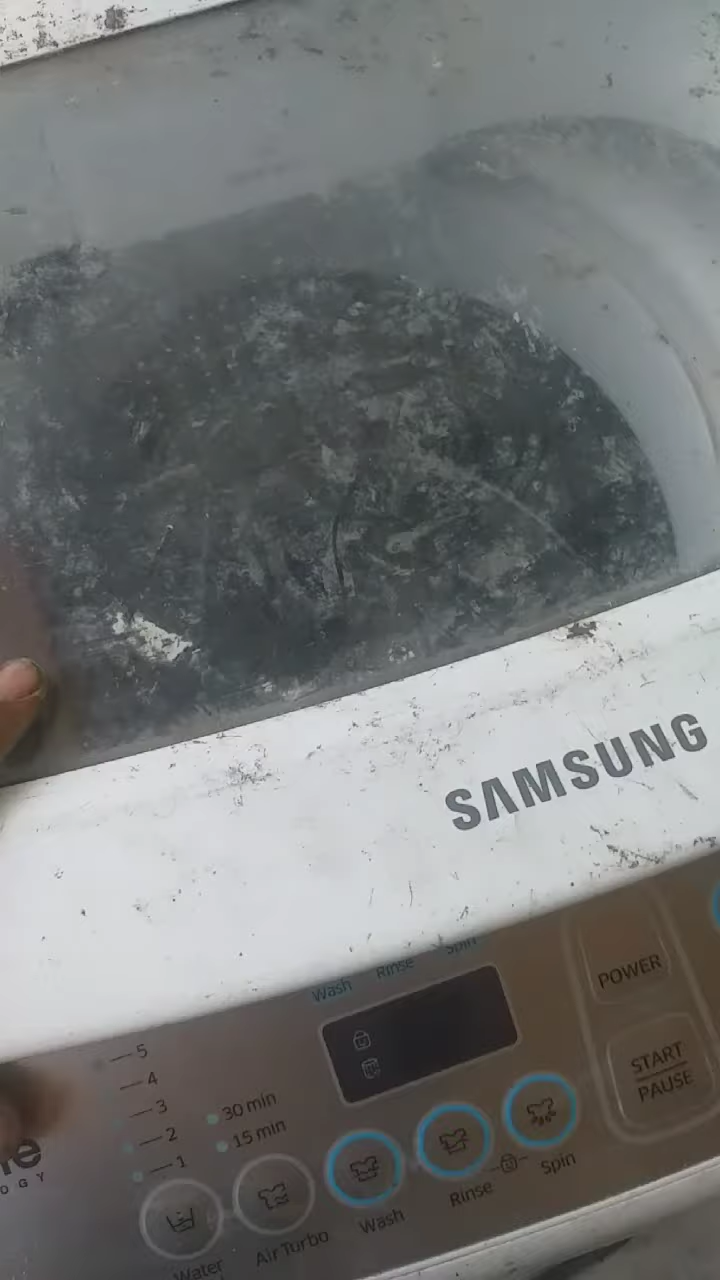 SAMSUNG
Wash Rinse Spin
POWER
START
PAUSE
5
4
3
2
1
30 min
15 min
Water
Air Turbo
Wash
Rinse
Spin